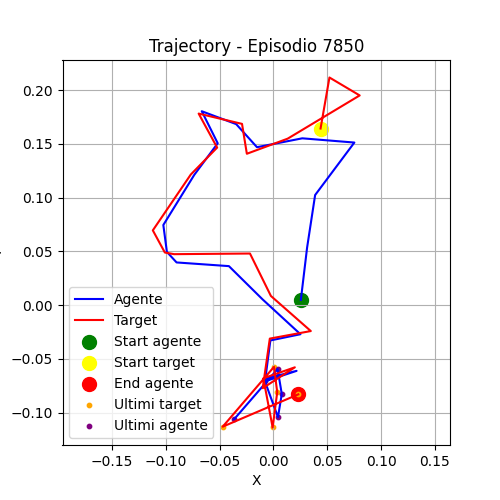 Trajectory - Episodio 7850
0.20
0.15
0.10
0.05
0.00
−0.05
−0.10
Agente
Target
Start agente
Start target
End agente
Ultimi target
Ultimi agente
−0.15 −0.10 −0.05 0.00 0.05 0.10 0.15
X